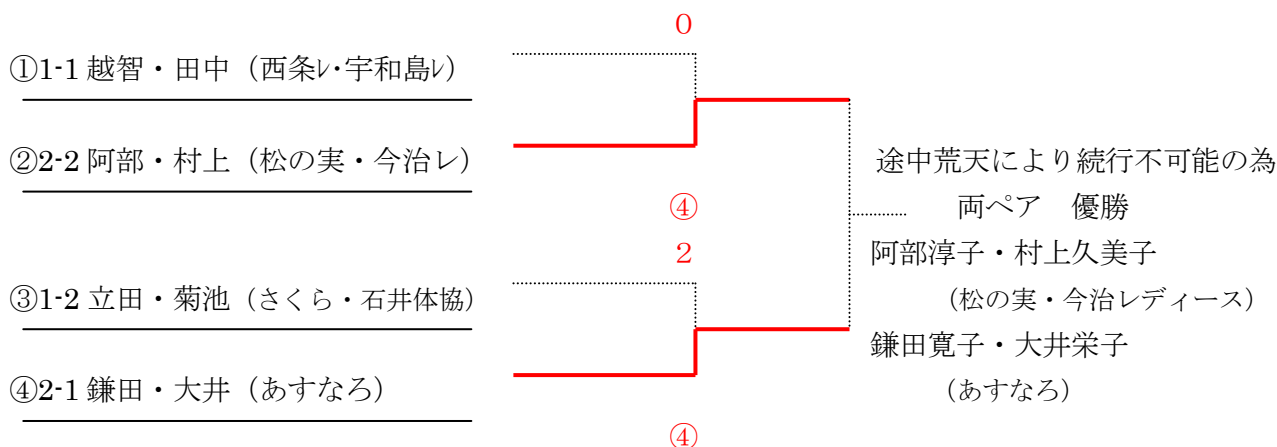 0
①1-1 越智・田中（西条ﾚ・宇和島ﾚ）
②2-2 阿部・村上（松の実・今治レ）
④
2
③1-2 立田・菊池（さくら・石井体協）
④2-1 鎌田・大井（あすなろ）
④
途中荒天により続行不可能の為
両ペア　優勝
阿部淳子・村上久美子
（松の実・今治レディース）
鎌田寛子・大井栄子
（あすなろ）